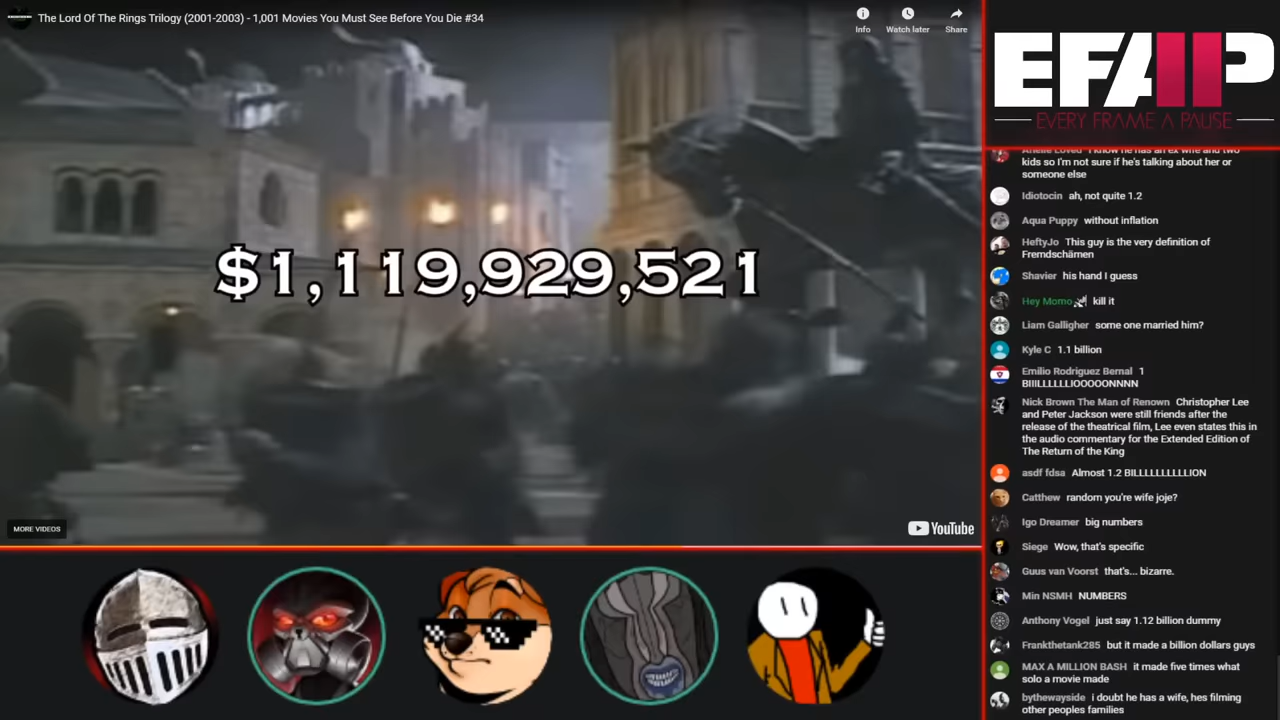 The Lord Of The Rings Trilogy (2001-2003) - 1,001 Movies You Must See Before You Die #34
Info
Watch later
Share
$1,119,929,521
MORE VIDEOS
YouTube
EFAP
EVERY FRAME A PAUSE
Arielle Loved I know he has an ex wife and two
kids so I'm not sure if he's talking about her or
someone else
Idiotocin ah, not quite 1.2
Aqua Puppy without inflation
HeftyJo This guy is the very definition of
Fremdschämen
Shavier his hand I guess
Hey Momo kill it
Liam Galligher some one married him?
Kyle C 1.1 billion
Emilio Rodriguez Bernal 1
BIIILLLLLLIOOOOONNNN
Nick Brown The Man of Renown Christopher Lee
and Peter Jackson were still friends after the
release of the theatrical film, Lee even states this in
the audio commentary for the Extended Edition of
The Return of the King
asdf fdsa Almost 1.2 BILLLLLLLLLION
Catthew random you're wife joje?
Igo Dreamer big numbers
Siege Wow, that's specific
Guus van Voorst that's... bizarre.
Min NSMH NUMBERS
Anthony Vogel just say 1.12 billion dummy
Frankthetank285 but it made a billion dollars guys
MAX A MILLION BASH it made five times what
solo a movie made
bythewayside i doubt he has a wife, hes filming
other peoples families